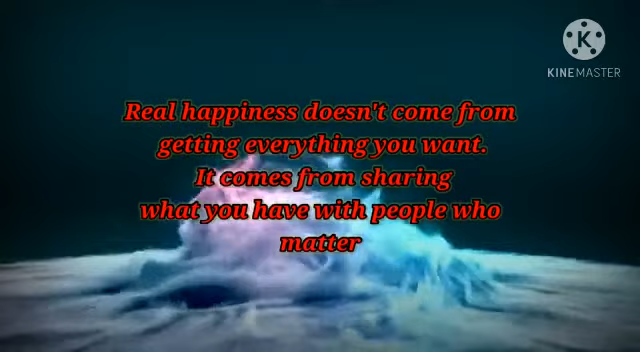 KINEMASTER
Real happiness doesn't come from
getting everything you want.
It comes from sharing
what you have with people who
matter